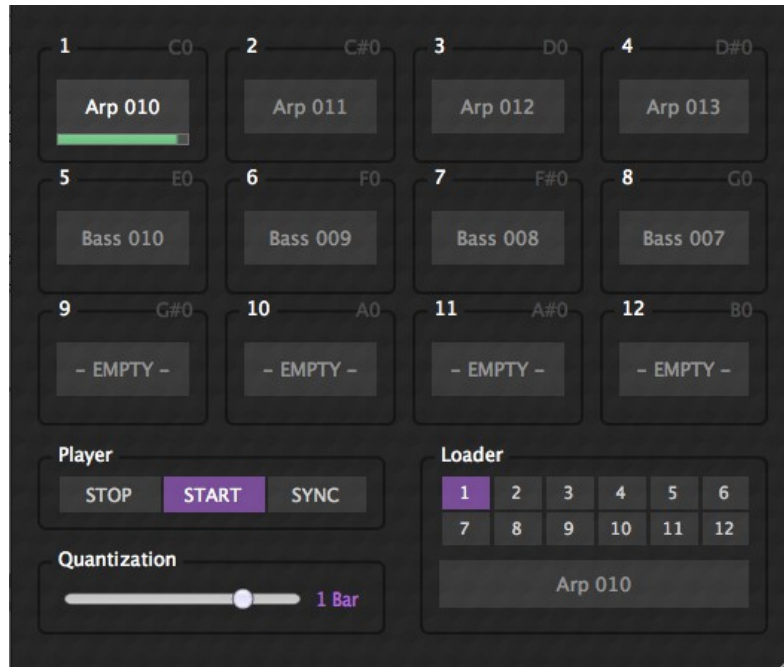 1 C0 2 C#0 3 D0 4 D#0
Arp 010 Arp 011 Arp 012 Arp 013
5 E0 6 F0 7 F#0 8 G0
Bass 010 Bass 009 Bass 008 Bass 007
9 G#0 10 A0 11 A#0 12 B0
– EMPTY – – EMPTY – – EMPTY – – EMPTY –
Player
STOP START SYNC
Quantization
1 Bar
Loader
1 2 3 4 5 6
7 8 9 10 11 12
Arp 010